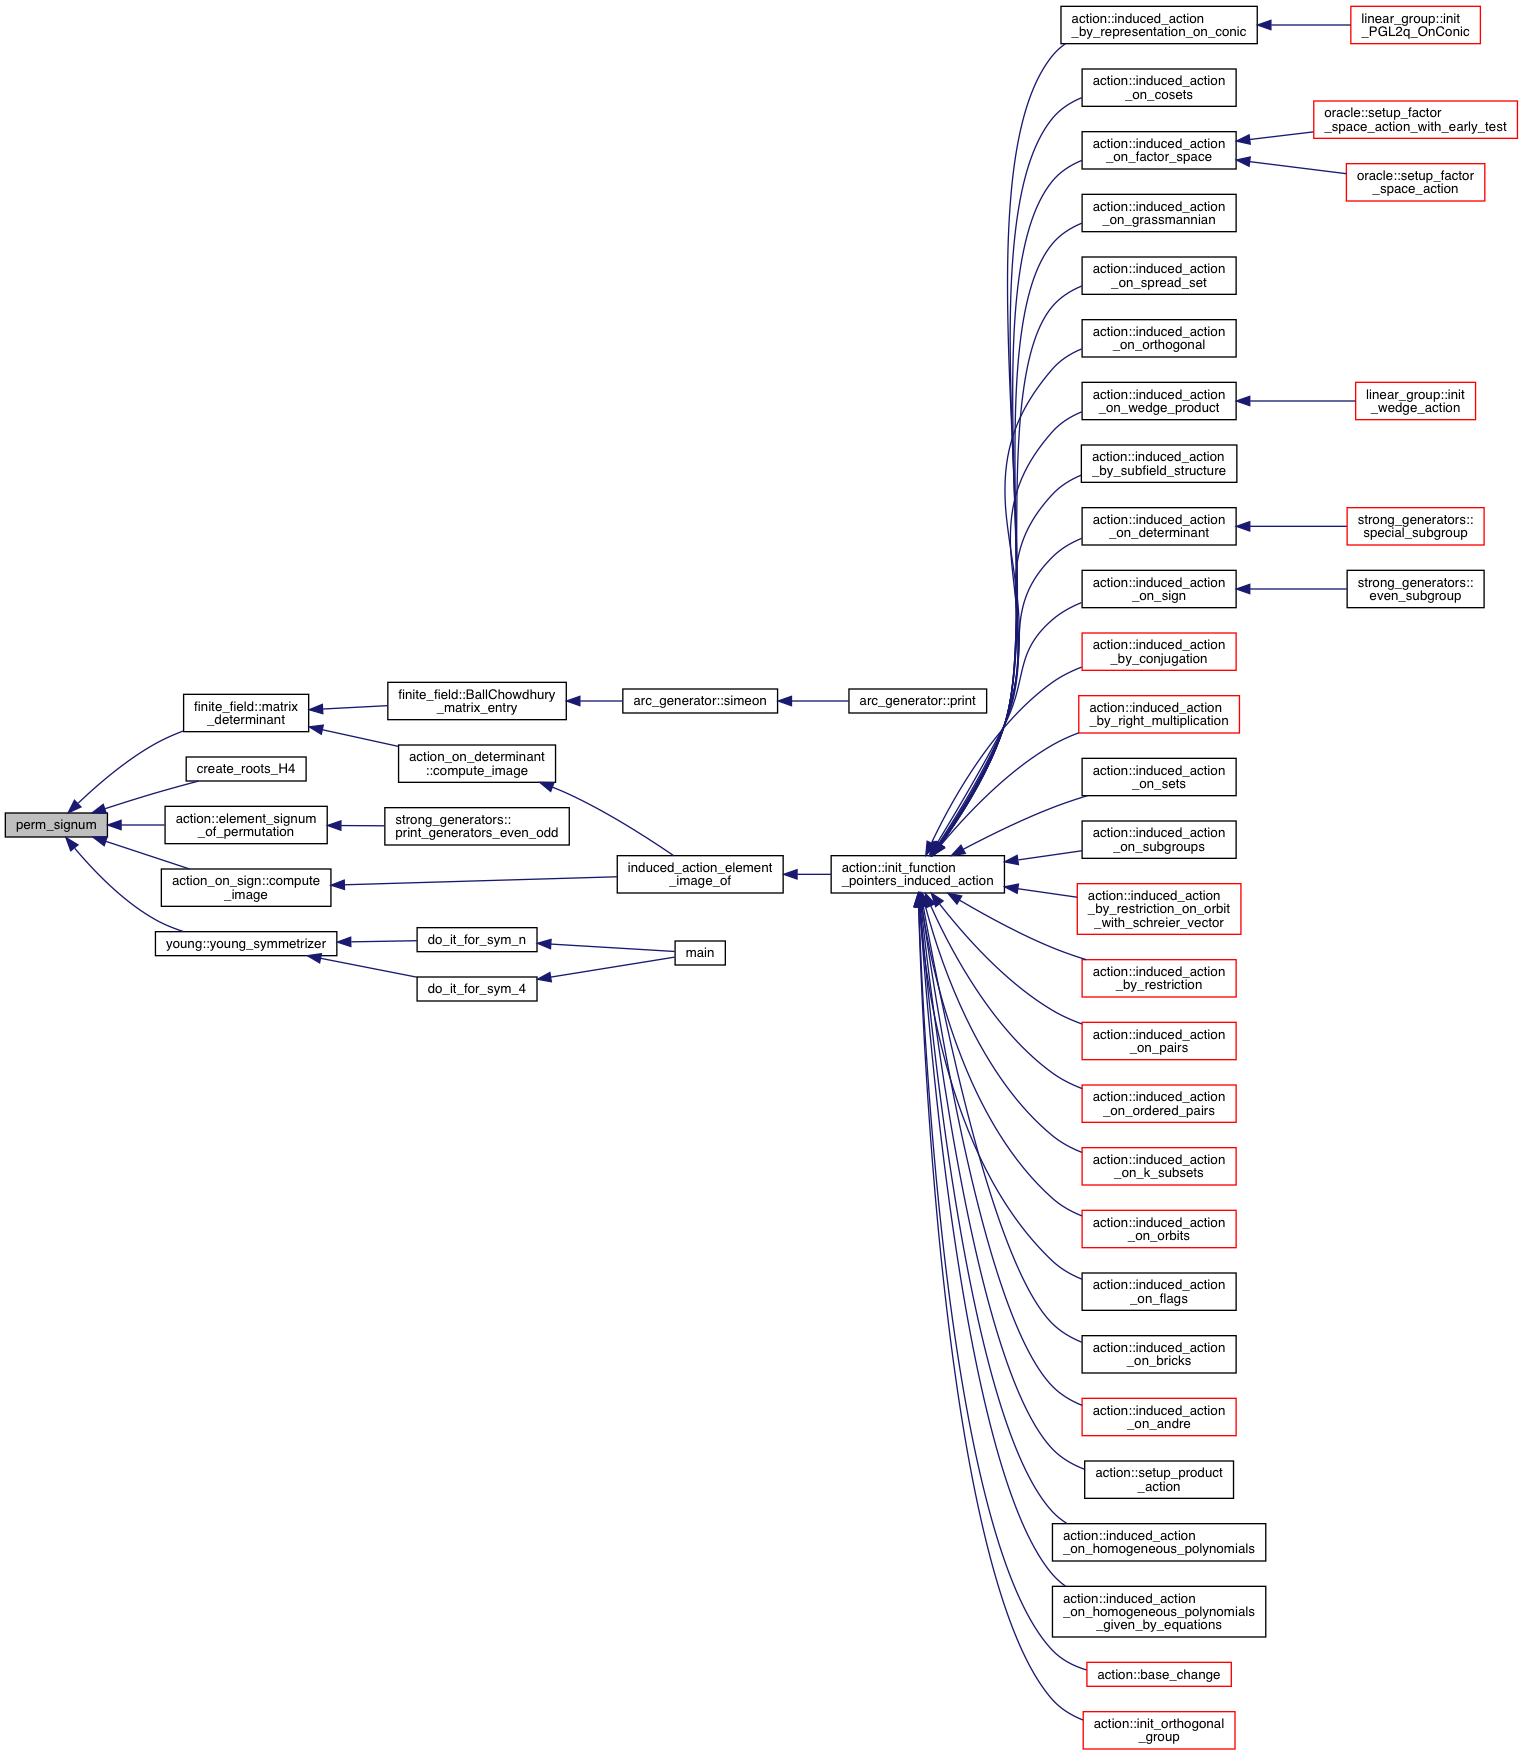 perm_signum
finite_field::matrix
_determinant
create_roots_H4
action::element_signum
_of_permutation
action_on_sign::compute
_image
young::young_symmetrizer
finite_field::BallChowdhury
_matrix_entry
action_on_determinant
::compute_image
strong_generators::
print_generators_even_odd
do_it_for_sym_n
do_it_for_sym_4
arc_generator::simeon
induced_action_element
_image_of
main
arc_generator::print
action::init_function
_pointers_induced_action
action::induced_action
_by_representation_on_conic
action::induced_action
_on_cosets
action::induced_action
_on_factor_space
action::induced_action
_on_grassmannian
action::induced_action
_on_spread_set
action::induced_action
_on_orthogonal
action::induced_action
_on_wedge_product
action::induced_action
_by_subfield_structure
action::induced_action
_on_determinant
action::induced_action
_on_sign
action::induced_action
_by_conjugation
action::induced_action
_by_right_multiplication
action::induced_action
_on_sets
action::induced_action
_on_subgroups
action::induced_action
_by_restriction_on_orbit
_with_schreier_vector
action::induced_action
_by_restriction
action::induced_action
_on_pairs
action::induced_action
_on_ordered_pairs
action::induced_action
_on_k_subsets
action::induced_action
_on_orbits
action::induced_action
_on_flags
action::induced_action
_on_bricks
action::induced_action
_on_andre
action::setup_product
_action
action::induced_action
_on_homogeneous_polynomials
action::induced_action
_on_homogeneous_polynomials
_given_by_equations
action::base_change
action::init_orthogonal
_group
linear_group::init
_PGL2q_OnConic
oracle::setup_factor
_space_action_with_early_test
oracle::setup_factor
_space_action
linear_group::init
_wedge_action
strong_generators::
special_subgroup
strong_generators::
even_subgroup